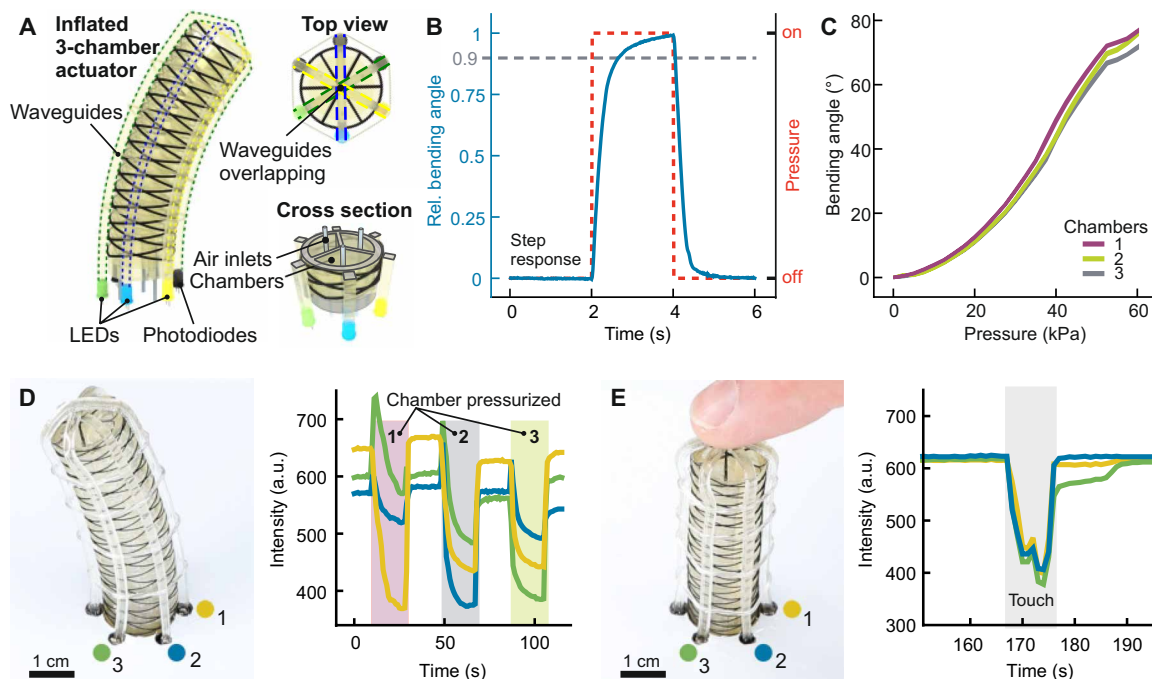 A
Inflated
3-chamber
actuator
Top view
Waveguides
Waveguides
overlapping
Cross section
Air inlets
Chambers
LEDs
Photodiodes
B
1
0.9
0.75
0.5
0.25
0
Rel. bending angle
on
Pressure
off
Step
response
0
2
4
6
Time (s)
C
80
60
40
20
0
Bending angle (°)
Chambers
1
2
3
0
20
40
60
Pressure (kPa)
D
1
2
3
1 cm
700
600
500
400
Intensity (a.u.)
Chamber pressurized
1
2
3
0
50
100
Time (s)
E
1
2
3
1 cm
700
600
500
400
300
Intensity (a.u.)
Touch
160
170
180
190
Time (s)